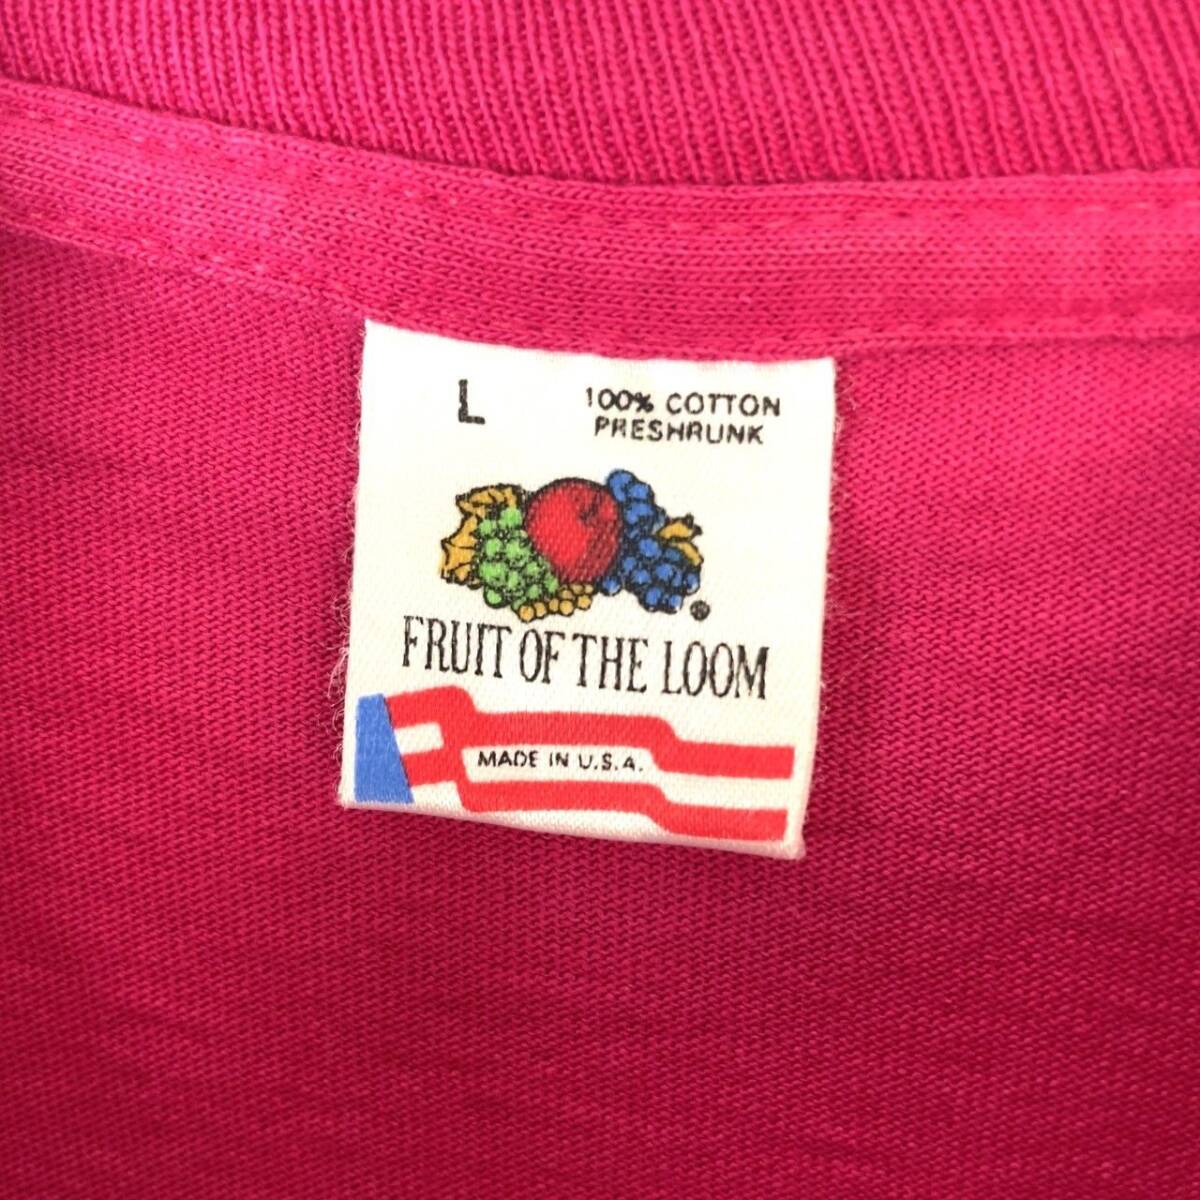 L
100% COTTON
PRESHRUNK
®
FRUIT OF THE LOOM
MADE IN U.S.A.